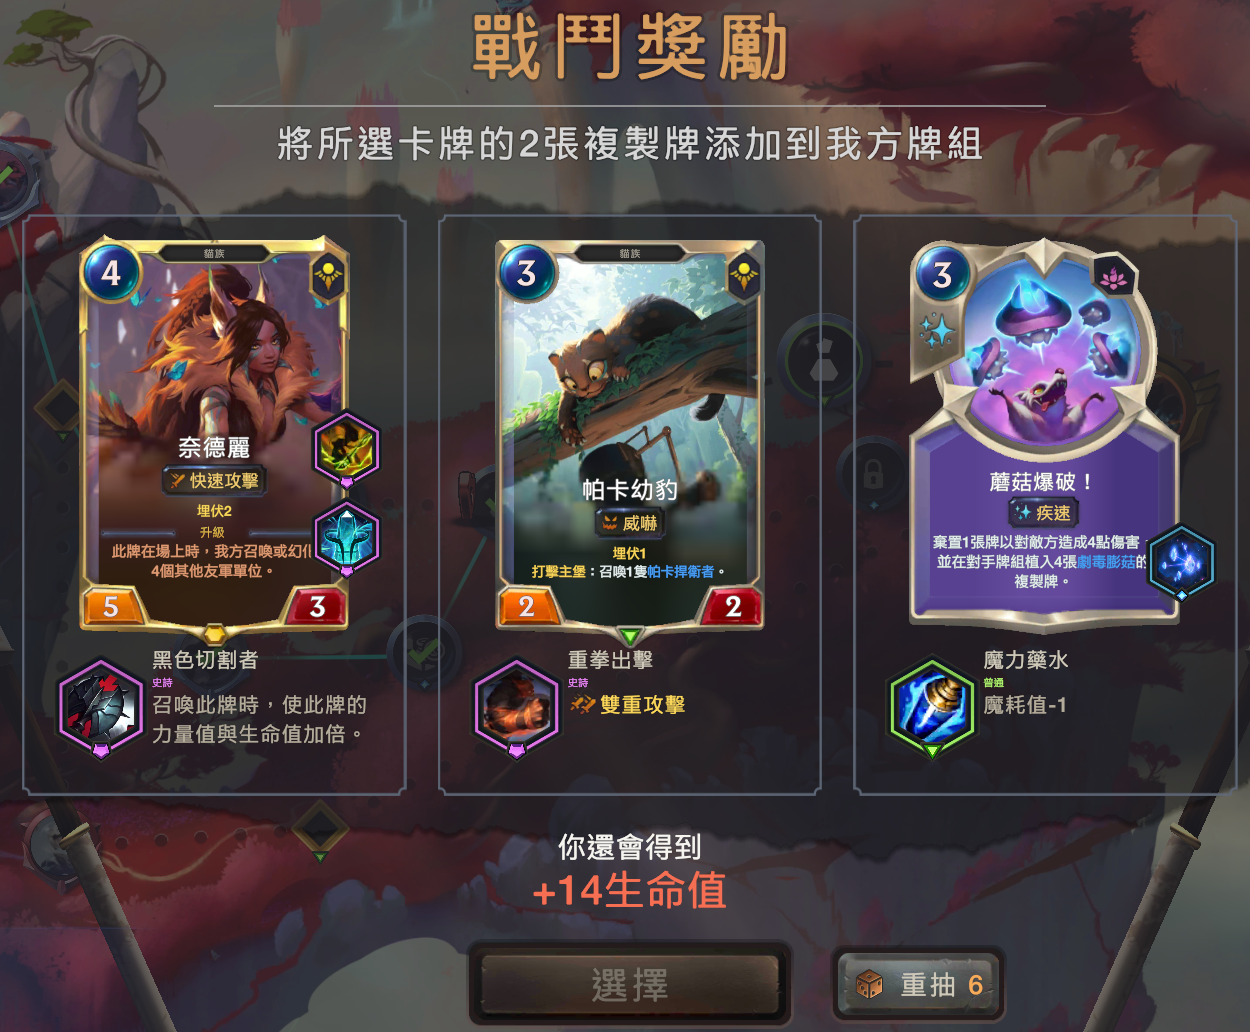 戰鬥獎勵
將所選卡牌的2張複製牌添加到我方牌組
4
貓族
奈德麗
快速攻擊
埋伏2
升級
此牌在場上時，我方召喚或幻化
4個其他友軍單位。
5
3
黑色切割者
史詩
召喚此牌時，使此牌的
力量值與生命值加倍。
3
貓族
帕卡幼豹
威嚇
埋伏1
打擊主堡：召喚1隻帕卡捍衛者。
2
2
重拳出擊
史詩
雙重攻擊
3
蘑菇爆破！
疾速
棄置1張牌以對敵方造成4點傷害
並在對手牌組植入4張劇毒膨菇的
複製牌。
魔力藥水
普通
魔耗值-1
你還會得到
+14生命值
選擇
重抽 6